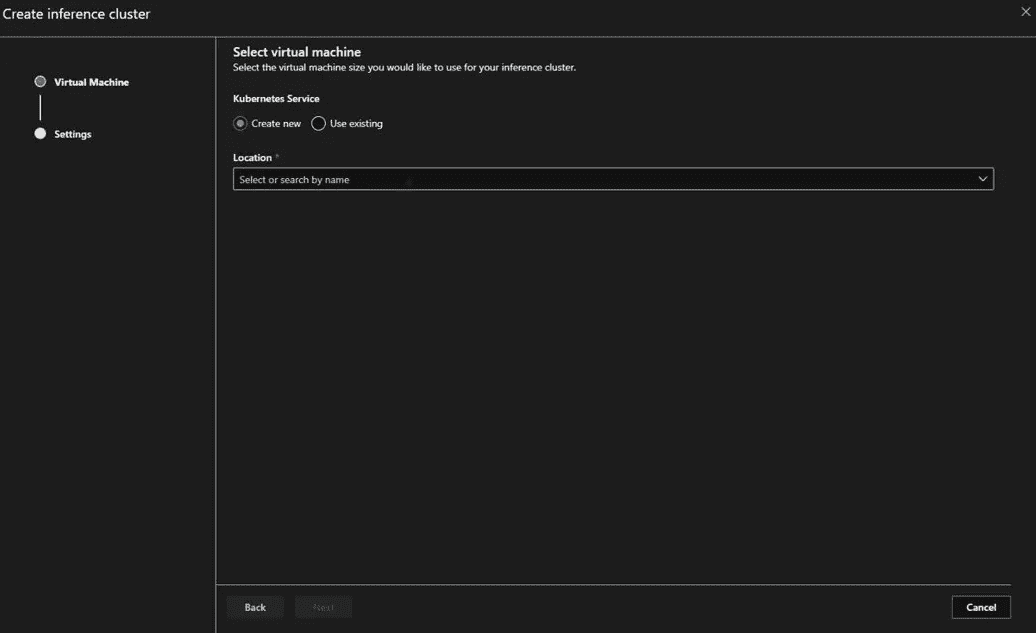 Create inference cluster
Virtual Machine
Settings
Select virtual machine
Select the virtual machine size you would like to use for your inference cluster.
Kubernetes Service
Create new Use existing
Location *
Select or search by name
Back Next Cancel